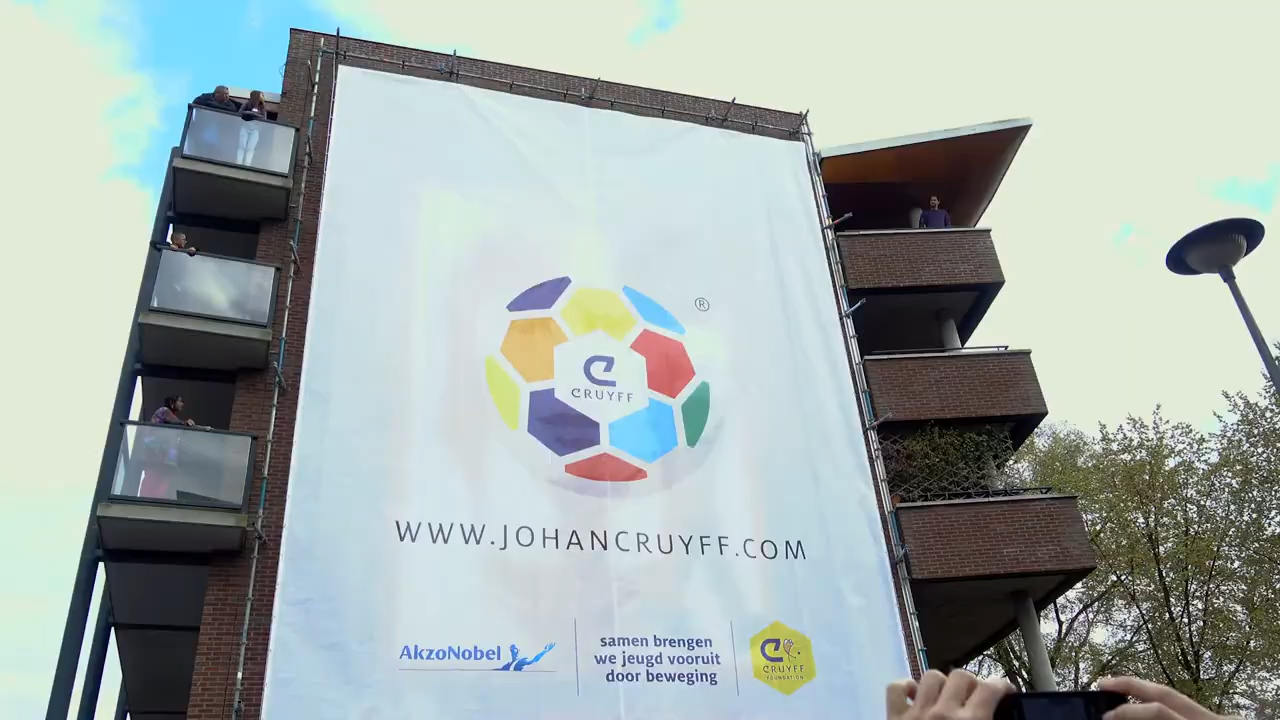 ®
CRUYFF
WWW.JOHANCRUYFF.COM
AkzoNobel
samen brengen
we jeugd vooruit
door beweging
CRUYFF
FOUNDATION